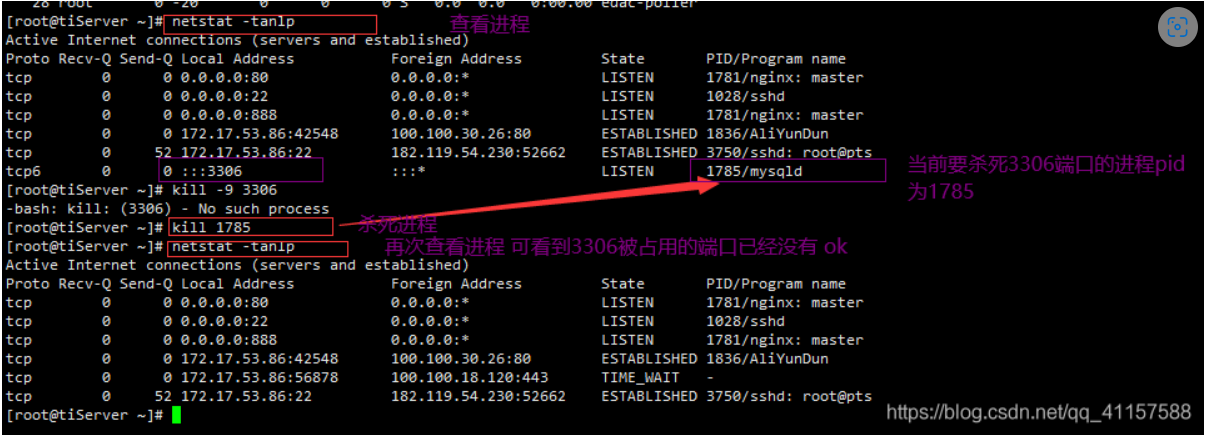 28 root 0 -20 0 0 0 S 0.0 0.0 0:00.00 edac-poller
[root@tiServer ~]# netstat -tanlp 查看进程
Active Internet connections (servers and established)
Proto Recv-Q Send-Q Local Address Foreign Address State PID/Program name
tcp 0 0 0.0.0.0:80 0.0.0.0:* LISTEN 1781/nginx: master
tcp 0 0 0.0.0.0:22 0.0.0.0:* LISTEN 1028/sshd
tcp 0 0 0.0.0.0:888 0.0.0.0:* LISTEN 1781/nginx: master
tcp 0 0 172.17.53.86:42548 100.100.30.26:80 ESTABLISHED 1836/AliYunDun
tcp 0 52 172.17.53.86:22 182.119.54.230:52662 ESTABLISHED 3750/sshd: root@pts
tcp6 0 0 :::3306 :::* LISTEN 1785/mysqld
当前要杀死3306端口的进程pid
为1785
[root@tiServer ~]# kill -9 3306
-bash: kill: (3306) - No such process
[root@tiServer ~]# kill 1785 杀死进程
[root@tiServer ~]# netstat -tanlp 再次查看进程 可看到3306被占用的端口已经没有 ok
Active Internet connections (servers and established)
Proto Recv-Q Send-Q Local Address Foreign Address State PID/Program name
tcp 0 0 0.0.0.0:80 0.0.0.0:* LISTEN 1781/nginx: master
tcp 0 0 0.0.0.0:22 0.0.0.0:* LISTEN 1028/sshd
tcp 0 0 0.0.0.0:888 0.0.0.0:* LISTEN 1781/nginx: master
tcp 0 0 172.17.53.86:42548 100.100.30.26:80 ESTABLISHED 1836/AliYunDun
tcp 0 0 172.17.53.86:56878 100.100.18.120:443 TIME_WAIT -
tcp 0 52 172.17.53.86:22 182.119.54.230:52662 ESTABLISHED 3750/sshd: root@pts
[root@tiServer ~]#
https://blog.csdn.net/qq_41157588